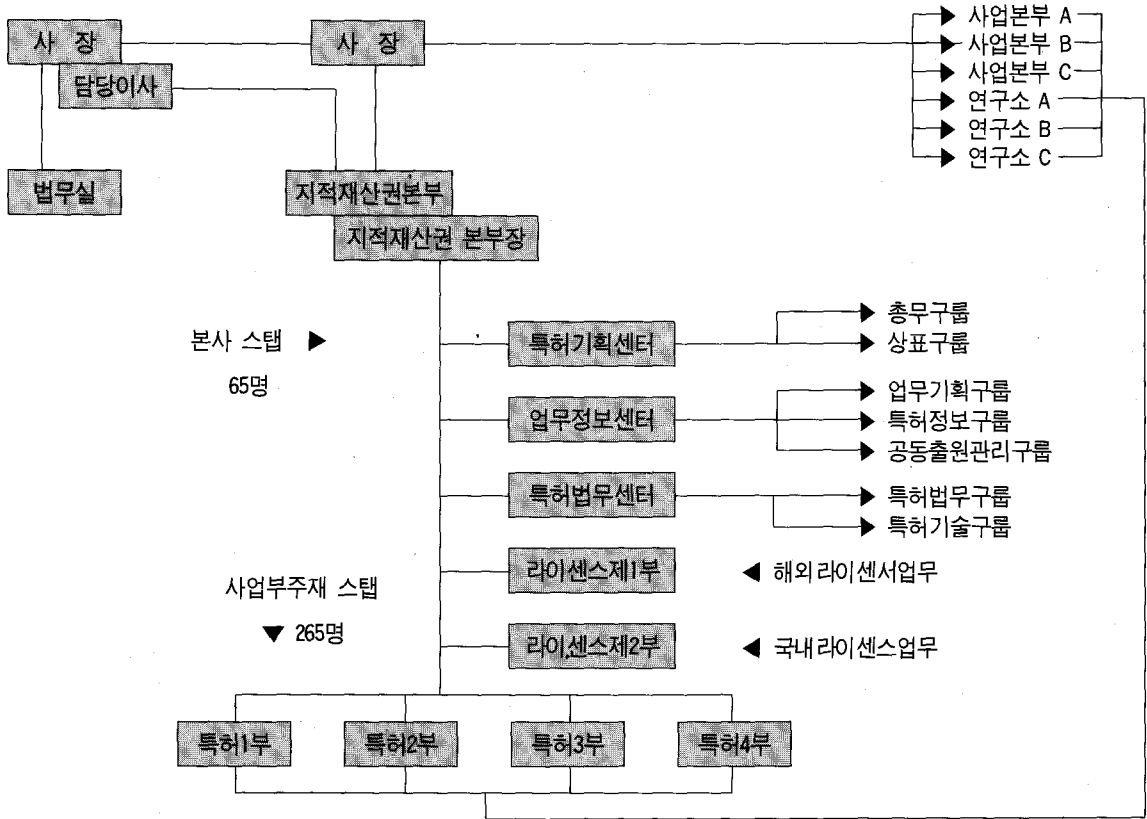 사 장
사 장
담당이사
▶ 사업본부 A
▶ 사업본부 B
▶ 사업본부 C
▶ 연구소 A
▶ 연구소 B
▶ 연구소 C
법무실
지적재산권본부
지적재산권 본부장
본사 스탭 ▶
65명
특허기획센터
▶ 총무구룹
▶ 상표구룹
업무정보센터
▶ 업무기획구룹
▶ 특허정보구룹
▶ 공동출원관리구룹
특허법무센터
▶ 특허법무구룹
▶ 특허기술구룹
사업부주재 스탭
▼ 265명
라이센스제1부
◀ 해외라이센서업무
라이센스제2부
◀ 국내라이센스업무
특허1부
특허2부
특허3부
특허4부